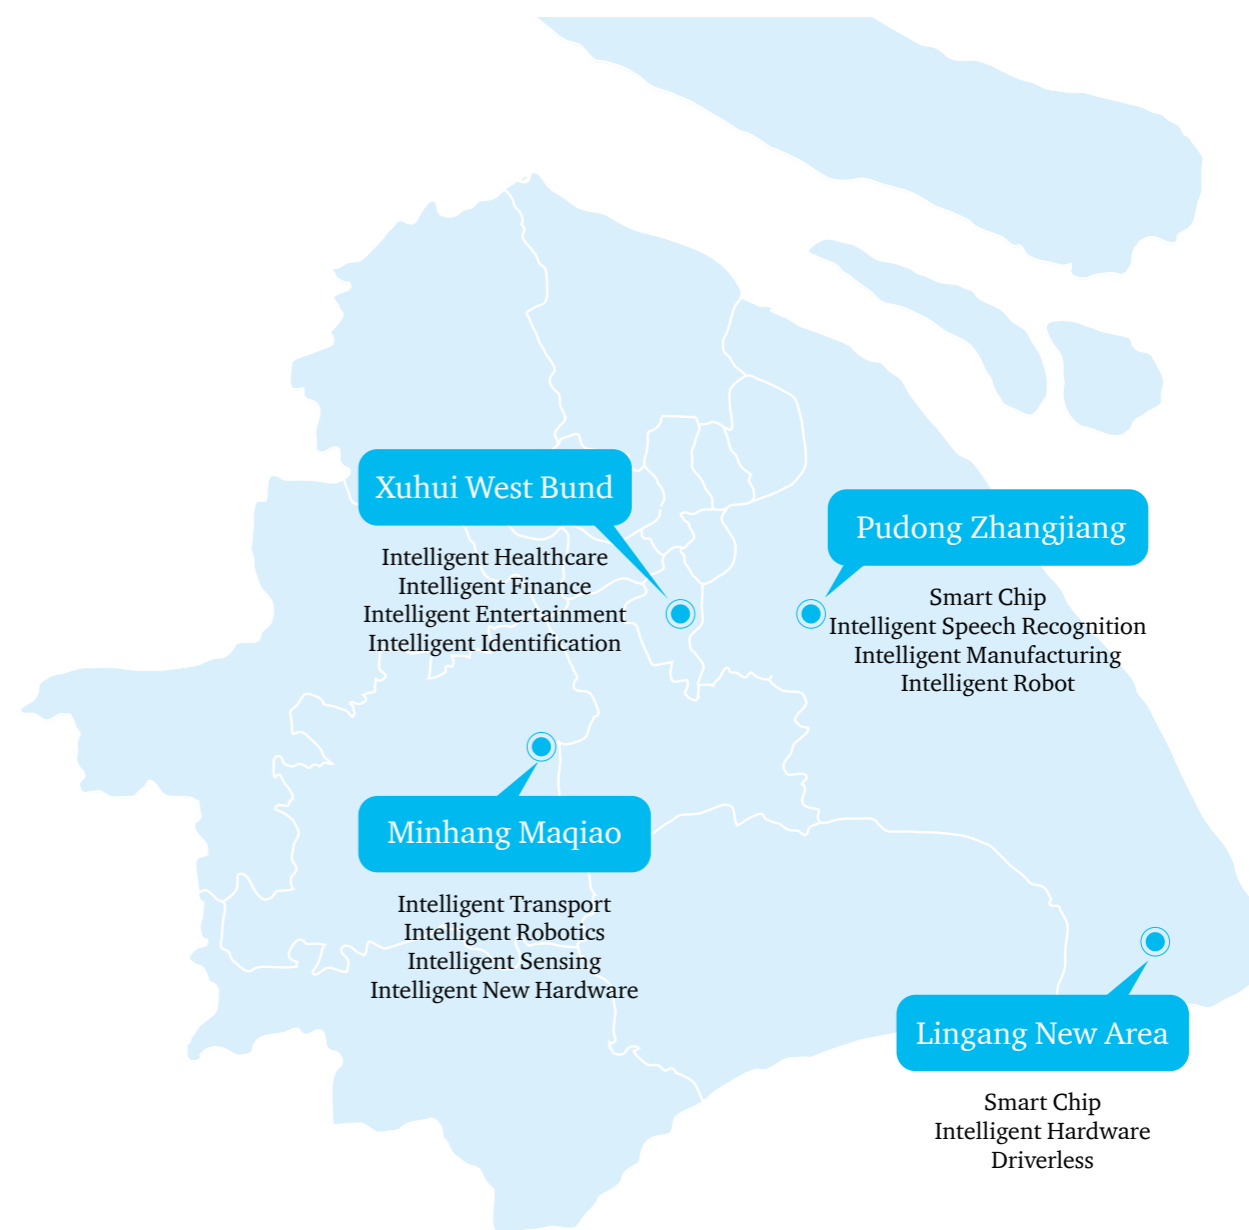 Xuhui West Bund
Intelligent Healthcare
Intelligent Finance
Intelligent Entertainment
Intelligent Identification
Pudong Zhangjiang
Smart Chip
Intelligent Speech Recognition
Intelligent Manufacturing
Intelligent Robot
Minhang Maqiao
Intelligent Transport
Intelligent Robotics
Intelligent Sensing
Intelligent New Hardware
Lingang New Area
Smart Chip
Intelligent Hardware
Driverless